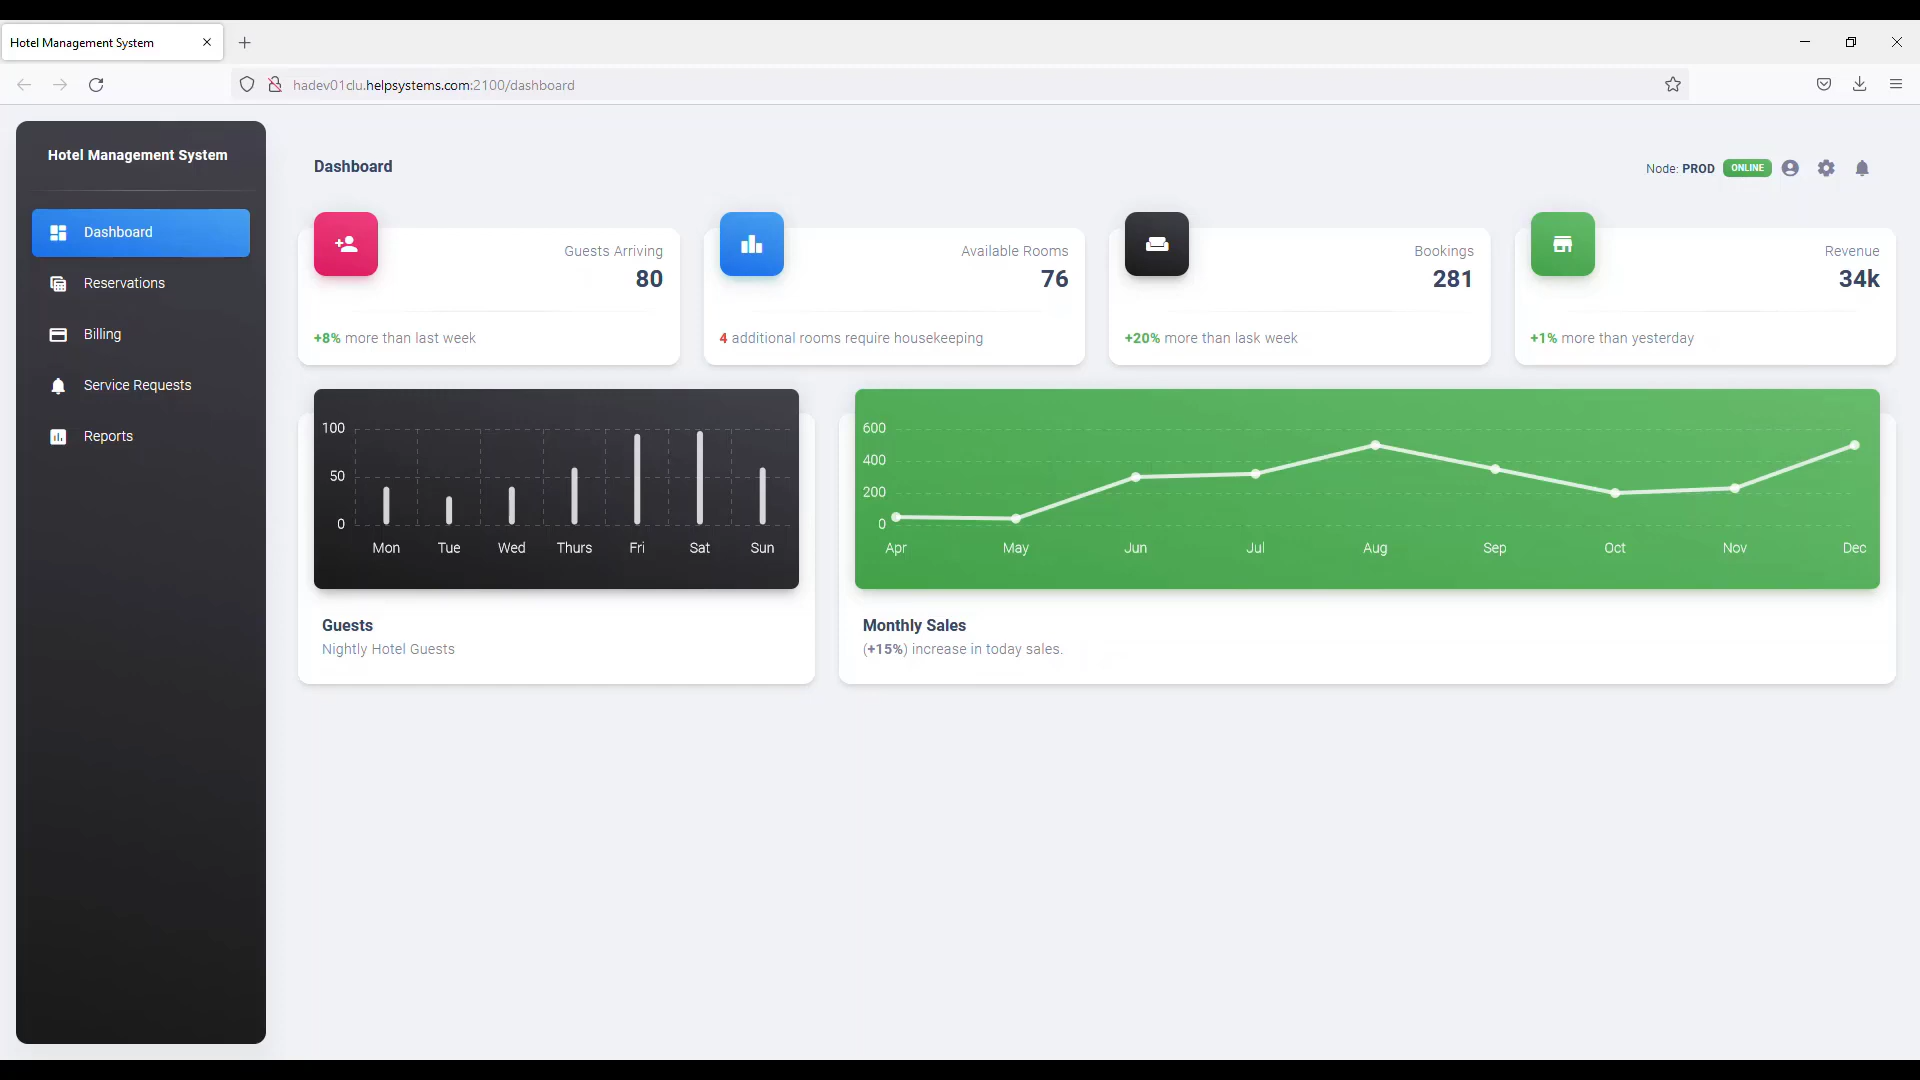 Hotel Management System
hadev01clu.helpsystems.com:2100/dashboard
Hotel Management System
Dashboard
Reservations
Billing
Service Requests
Reports
Dashboard
Node: PROD ONLINE
Guests Arriving
80
+8% more than last week
Available Rooms
76
4 additional rooms require housekeeping
Bookings
281
+20% more than lask week
Revenue
34k
+1% more than yesterday
100
50
0
Mon Tue Wed Thurs Fri Sat Sun
Guests
Nightly Hotel Guests
600
400
200
0
Apr May Jun Jul Aug Sep Oct Nov Dec
Monthly Sales
(+15%) increase in today sales.